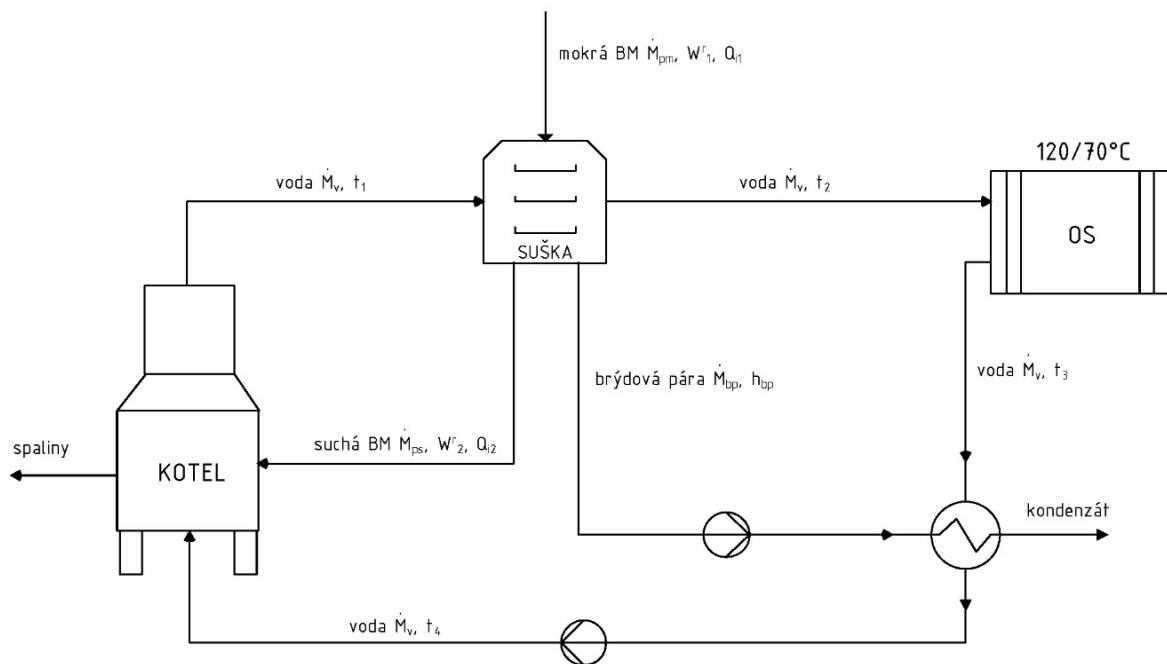 mokrá BM Ṁpm, Wʳ1, Qi1
120/70°C
voda Ṁv, t1
voda Ṁv, t2
SUŠKA
OS
brýdová pára Ṁbp, hbp
voda Ṁv, t3
spaliny
suchá BM Ṁps, Wʳ2, Qi2
KOTEL
kondenzát
voda Ṁv, t4